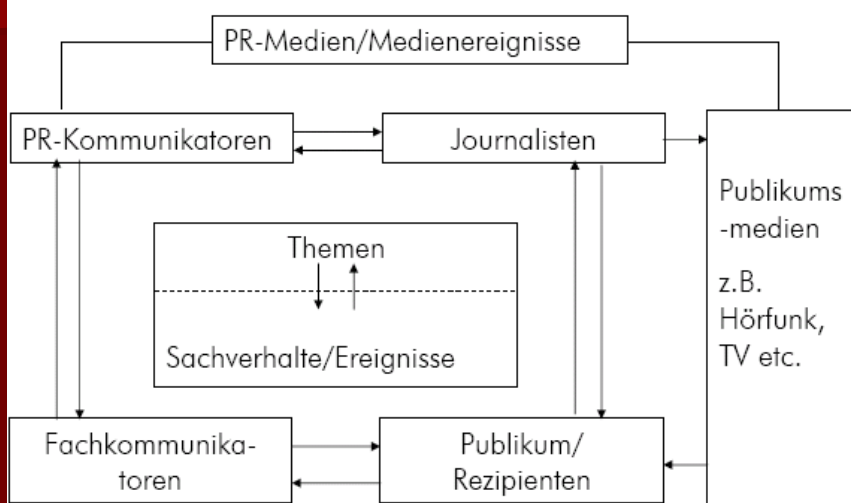 PR-Medien/Medienereignisse
PR-Kommunikatoren
Journalisten
Publikums
-medien
z.B.
Hörfunk,
TV etc.
Themen
Sachverhalte/Ereignisse
Fachkommunika-
toren
Publikum/
Rezipienten